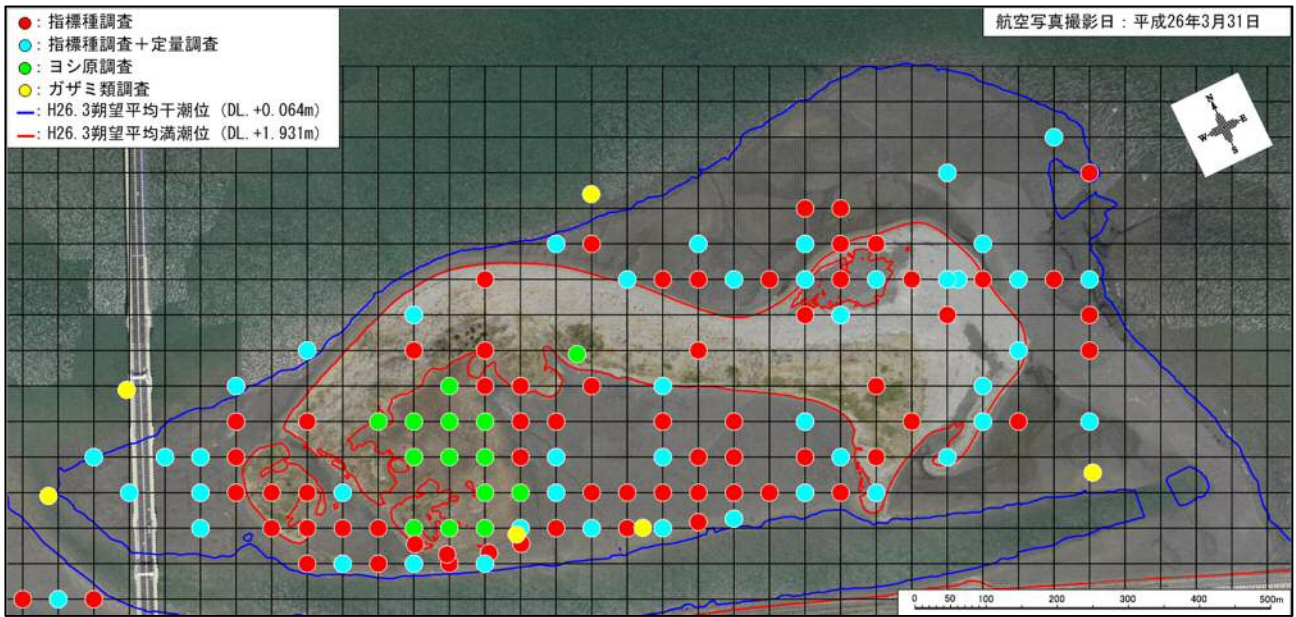 ●：指標種調査
●：指標種調査＋定量調査
●：ヨシ原調査
●：ガザミ類調査
―：H26.3朔望平均干潮位（DL.+0.064m）
―：H26.3朔望平均満潮位（DL.+1.931m）
航空写真撮影日：平成26年3月31日
N
W E
S
0 50 100 200 300 400 500m